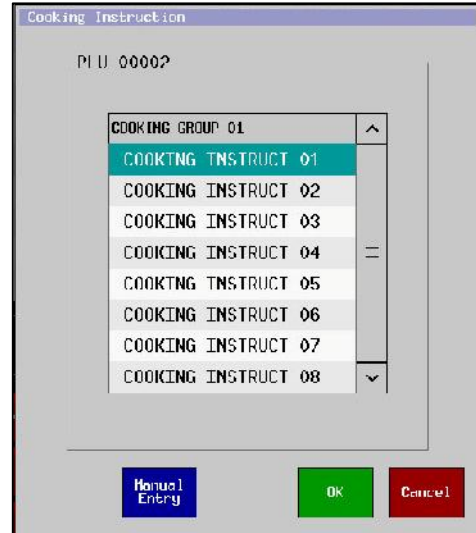 Cooking Instruction
PLU 00002
COOKING GROUP 01
COOKING INSTRUCT 01
COOKING INSTRUCT 02
COOKING INSTRUCT 03
COOKING INSTRUCT 04
COOKING INSTRUCT 05
COOKING INSTRUCT 06
COOKING INSTRUCT 07
COOKING INSTRUCT 08
Manual
Entry
OK
Cancel